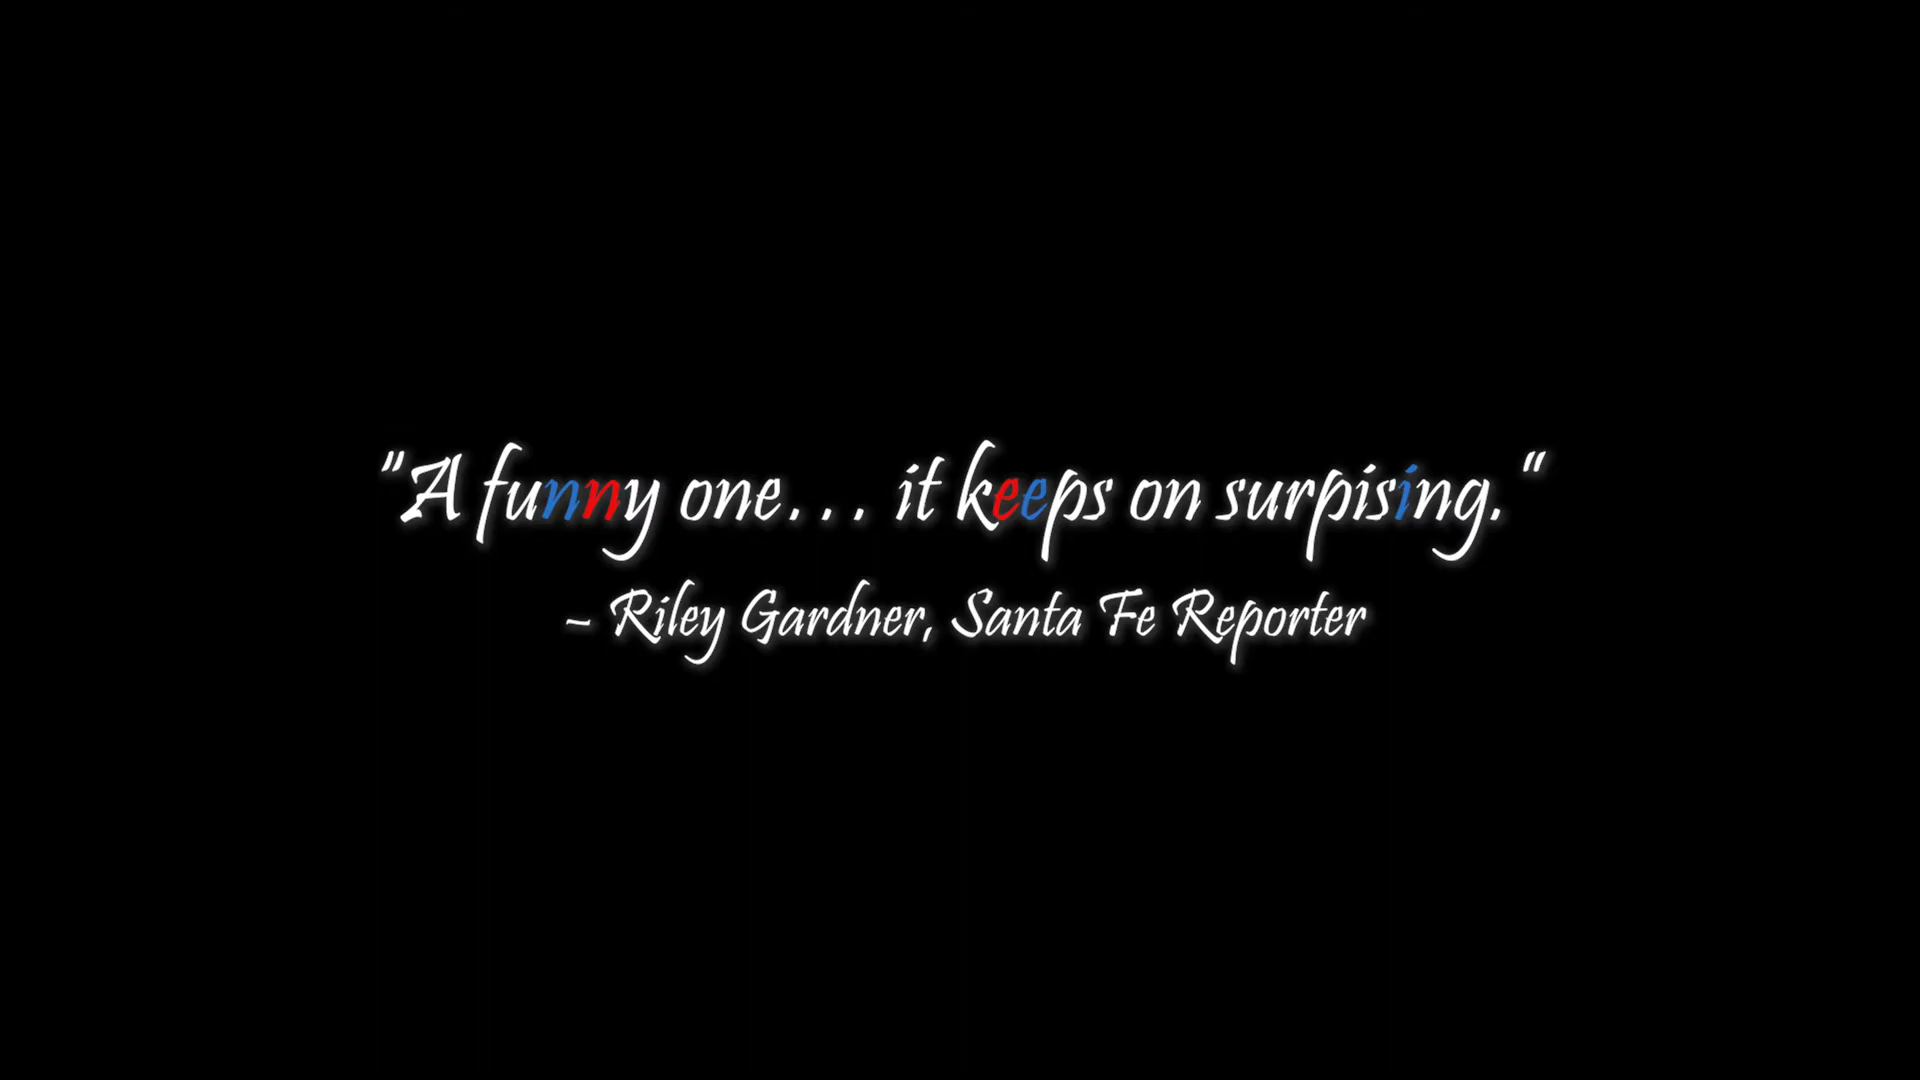 "A funny one... it keeps on surpising."
– Riley Gardner, Santa Fe Reporter